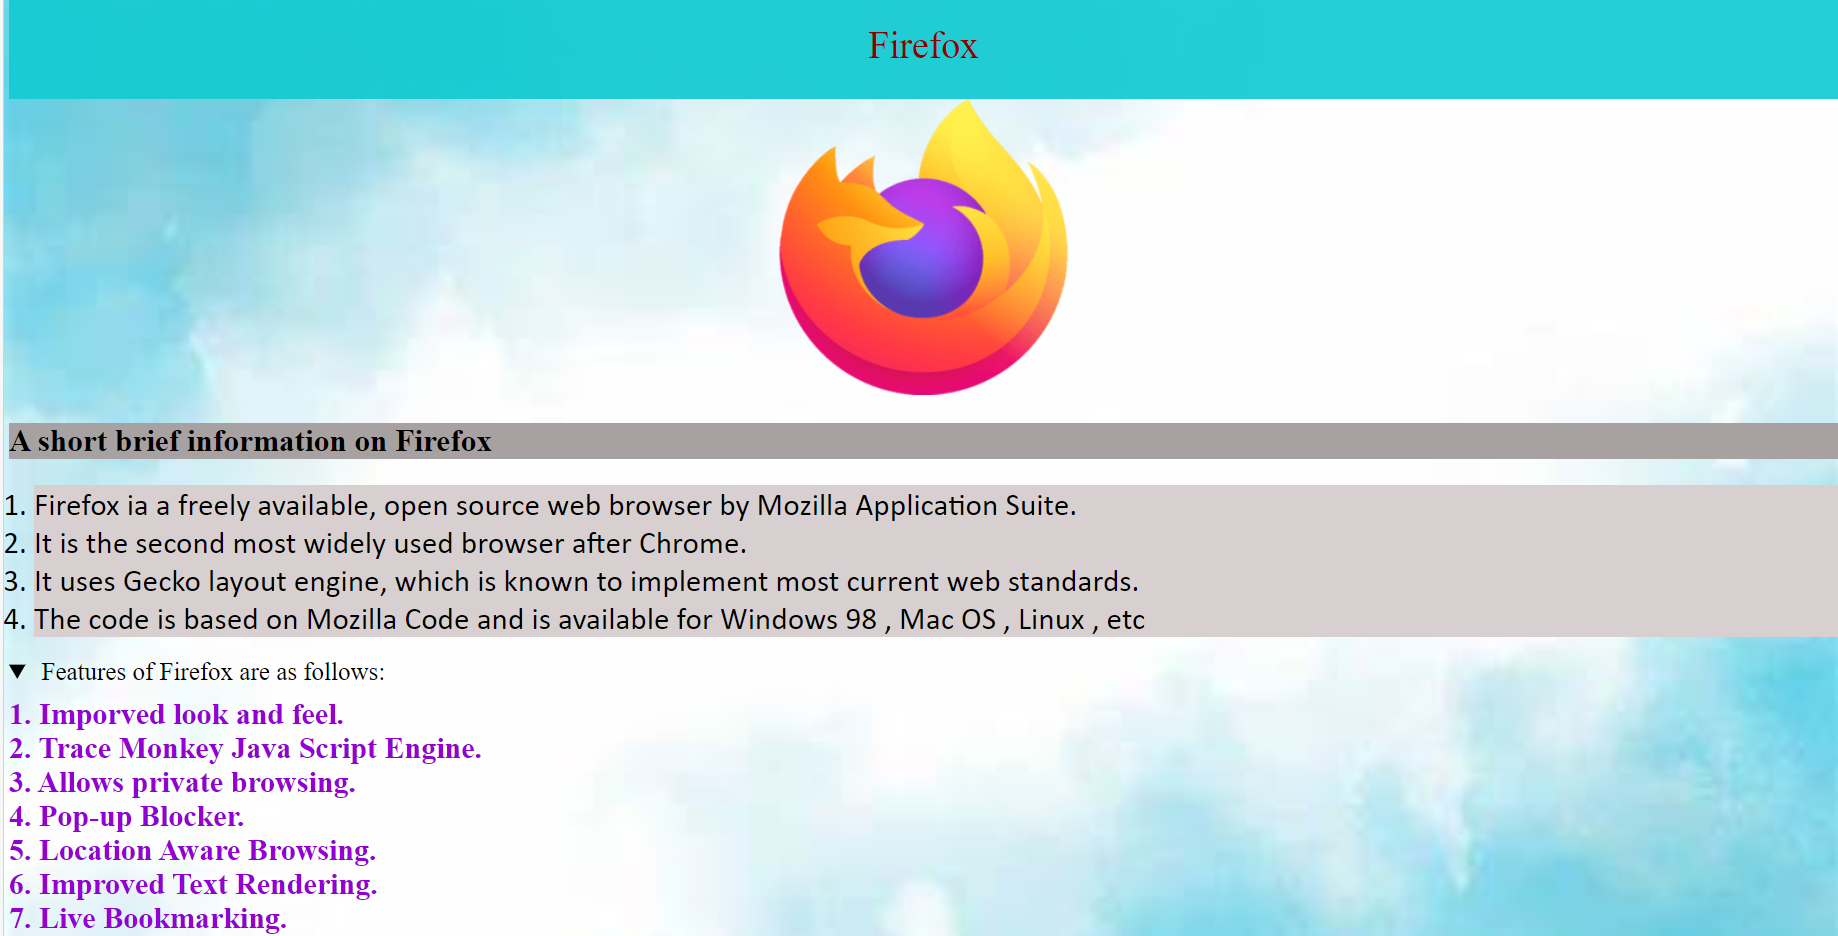 Firefox
A short brief information on Firefox
1. Firefox ia a freely available, open source web browser by Mozilla Application Suite.
2. It is the second most widely used browser after Chrome.
3. It uses Gecko layout engine, which is known to implement most current web standards.
4. The code is based on Mozilla Code and is available for Windows 98 , Mac OS , Linux , etc
▼ Features of Firefox are as follows:
1. Imporved look and feel.
2. Trace Monkey Java Script Engine.
3. Allows private browsing.
4. Pop-up Blocker.
5. Location Aware Browsing.
6. Improved Text Rendering.
7. Live Bookmarking.